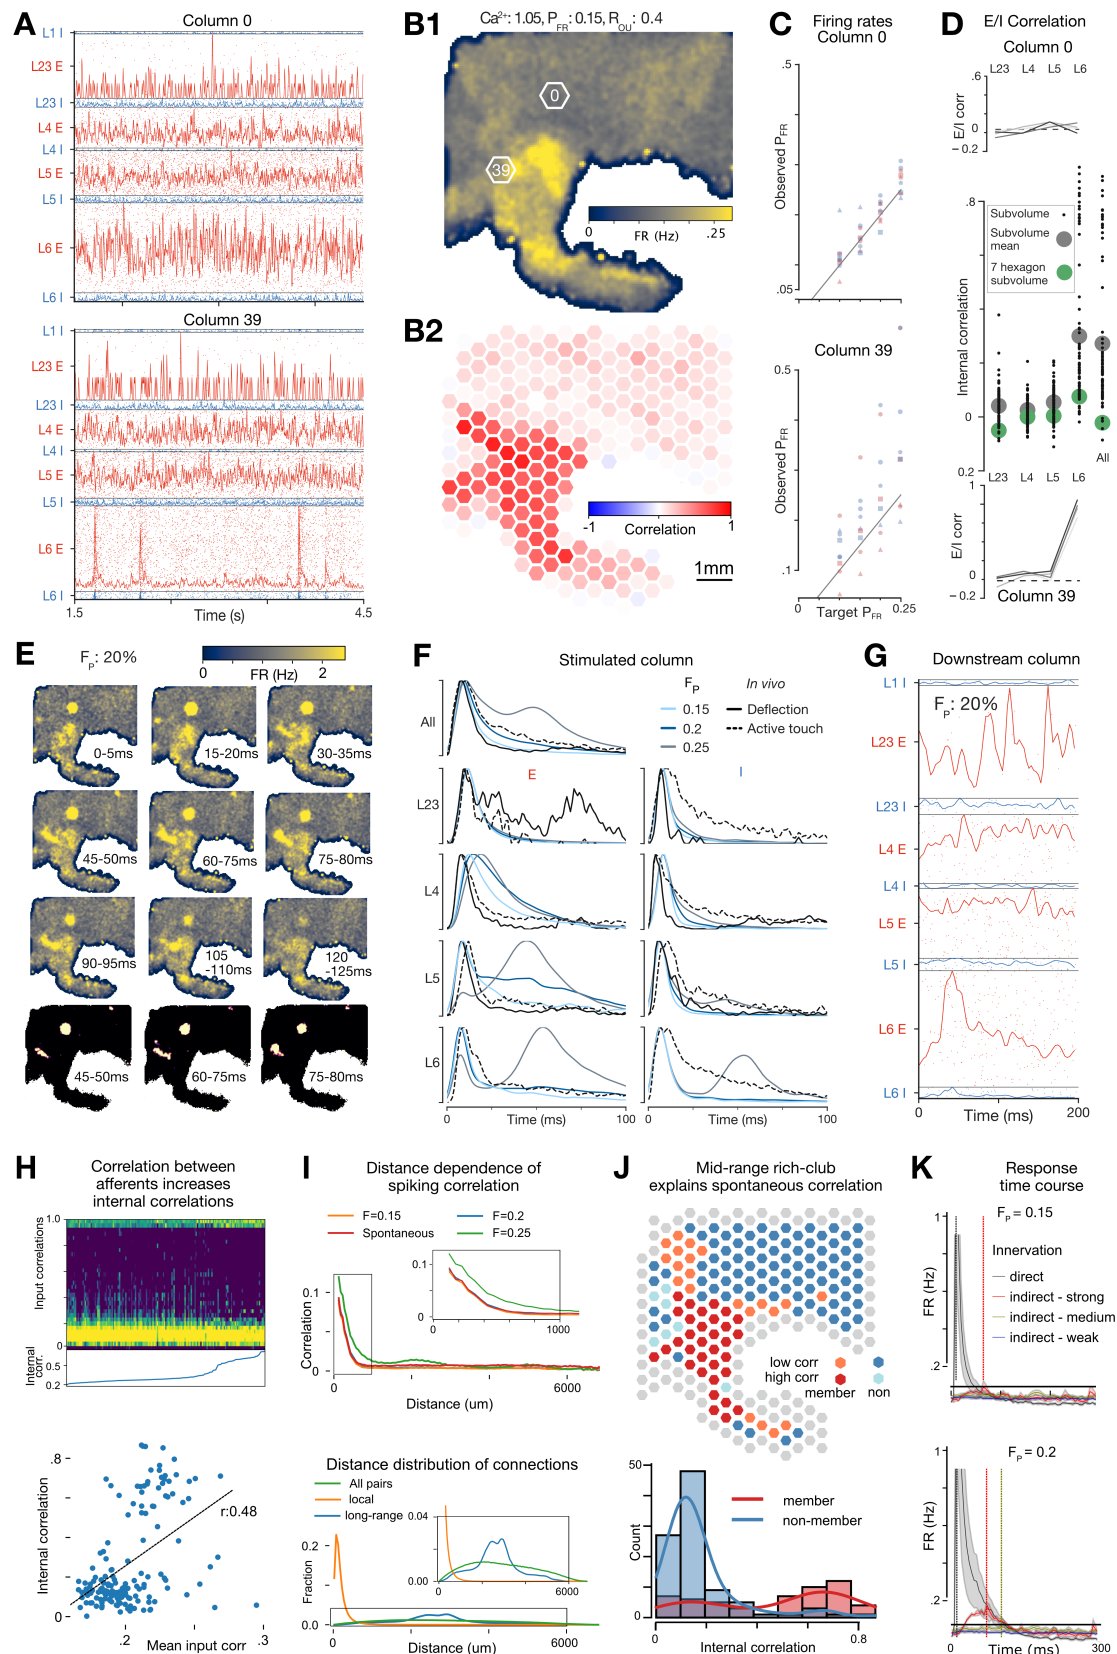 A
Column 0
L1 I
L23 E
L23 I
L4 E
L4 I
L5 E
L5 I
L6 E
L6 I
Column 39
L1 I
L23 E
L23 I
L4 E
L4 I
L5 E
L5 I
L6 E
L6 I
1.5
4.5
Time (s)
B1
Ca2+: 1.05, PFR: 0.15, ROU: 0.4
0
39
0
.25
FR (Hz)
B2
-1
1
Correlation
1mm
C
Firing rates
Column 0
.5
Observed PFR
.05
Column 39
0.5
Observed PFR
.1
0
0.25
Target PFR
D
E/I Correlation
Column 0
L23 L4 L5 L6
.6
E/I corr
0
-0.2
.8
Subvolume
Subvolume
mean
7 hexagon
subvolume
Internal correlation
0
All
0.2
L23 L4 L5 L6
1
E/I corr
0
-0.2
Column 39
E
FP: 20%
0
2
FR (Hz)
0-5ms
15-20ms
30-35ms
45-50ms
60-75ms
75-80ms
90-95ms
105
-110ms
120
-125ms
45-50ms
60-75ms
75-80ms
F
Stimulated column
FP
In vivo
0.15
Deflection
0.2
Active touch
0.25
All
E
I
L23
L4
L5
L6
0
Time (ms)
100
0
Time (ms)
100
G
Downstream column
FP: 20%
L1 I
L23 E
L23 I
L4 E
L4 I
L5 E
L5 I
L6 E
L6 I
0
200
Time (ms)
H
Correlation between
afferents increases
internal correlations
1.0
Input correlations
0
Internal
corr.
0.5
0.2
.8
Internal correlation
0
r:0.48
.2
.3
Mean input corr
I
Distance dependence of
spiking correlation
F=0.15
F=0.2
Spontaneous
F=0.25
0.1
0
0
1000
0.1
Correlation
0
0
6000
Distance (um)
Distance distribution of connections
All pairs
local
long-range
0.04
0
0
6000
0.2
Fraction
0.0
0
6000
Distance (um)
J
Mid-range rich-club
explains spontaneous correlation
low corr
high corr
member
non
50
Count
0
member
non-member
0
0.8
Internal correlation
K
Response
time course
FP = 0.15
1
FR (Hz)
.2
Innervation
direct
indirect - strong
indirect - medium
indirect - weak
FP = 0.2
1
FR (Hz)
.2
0
300
Time (ms)